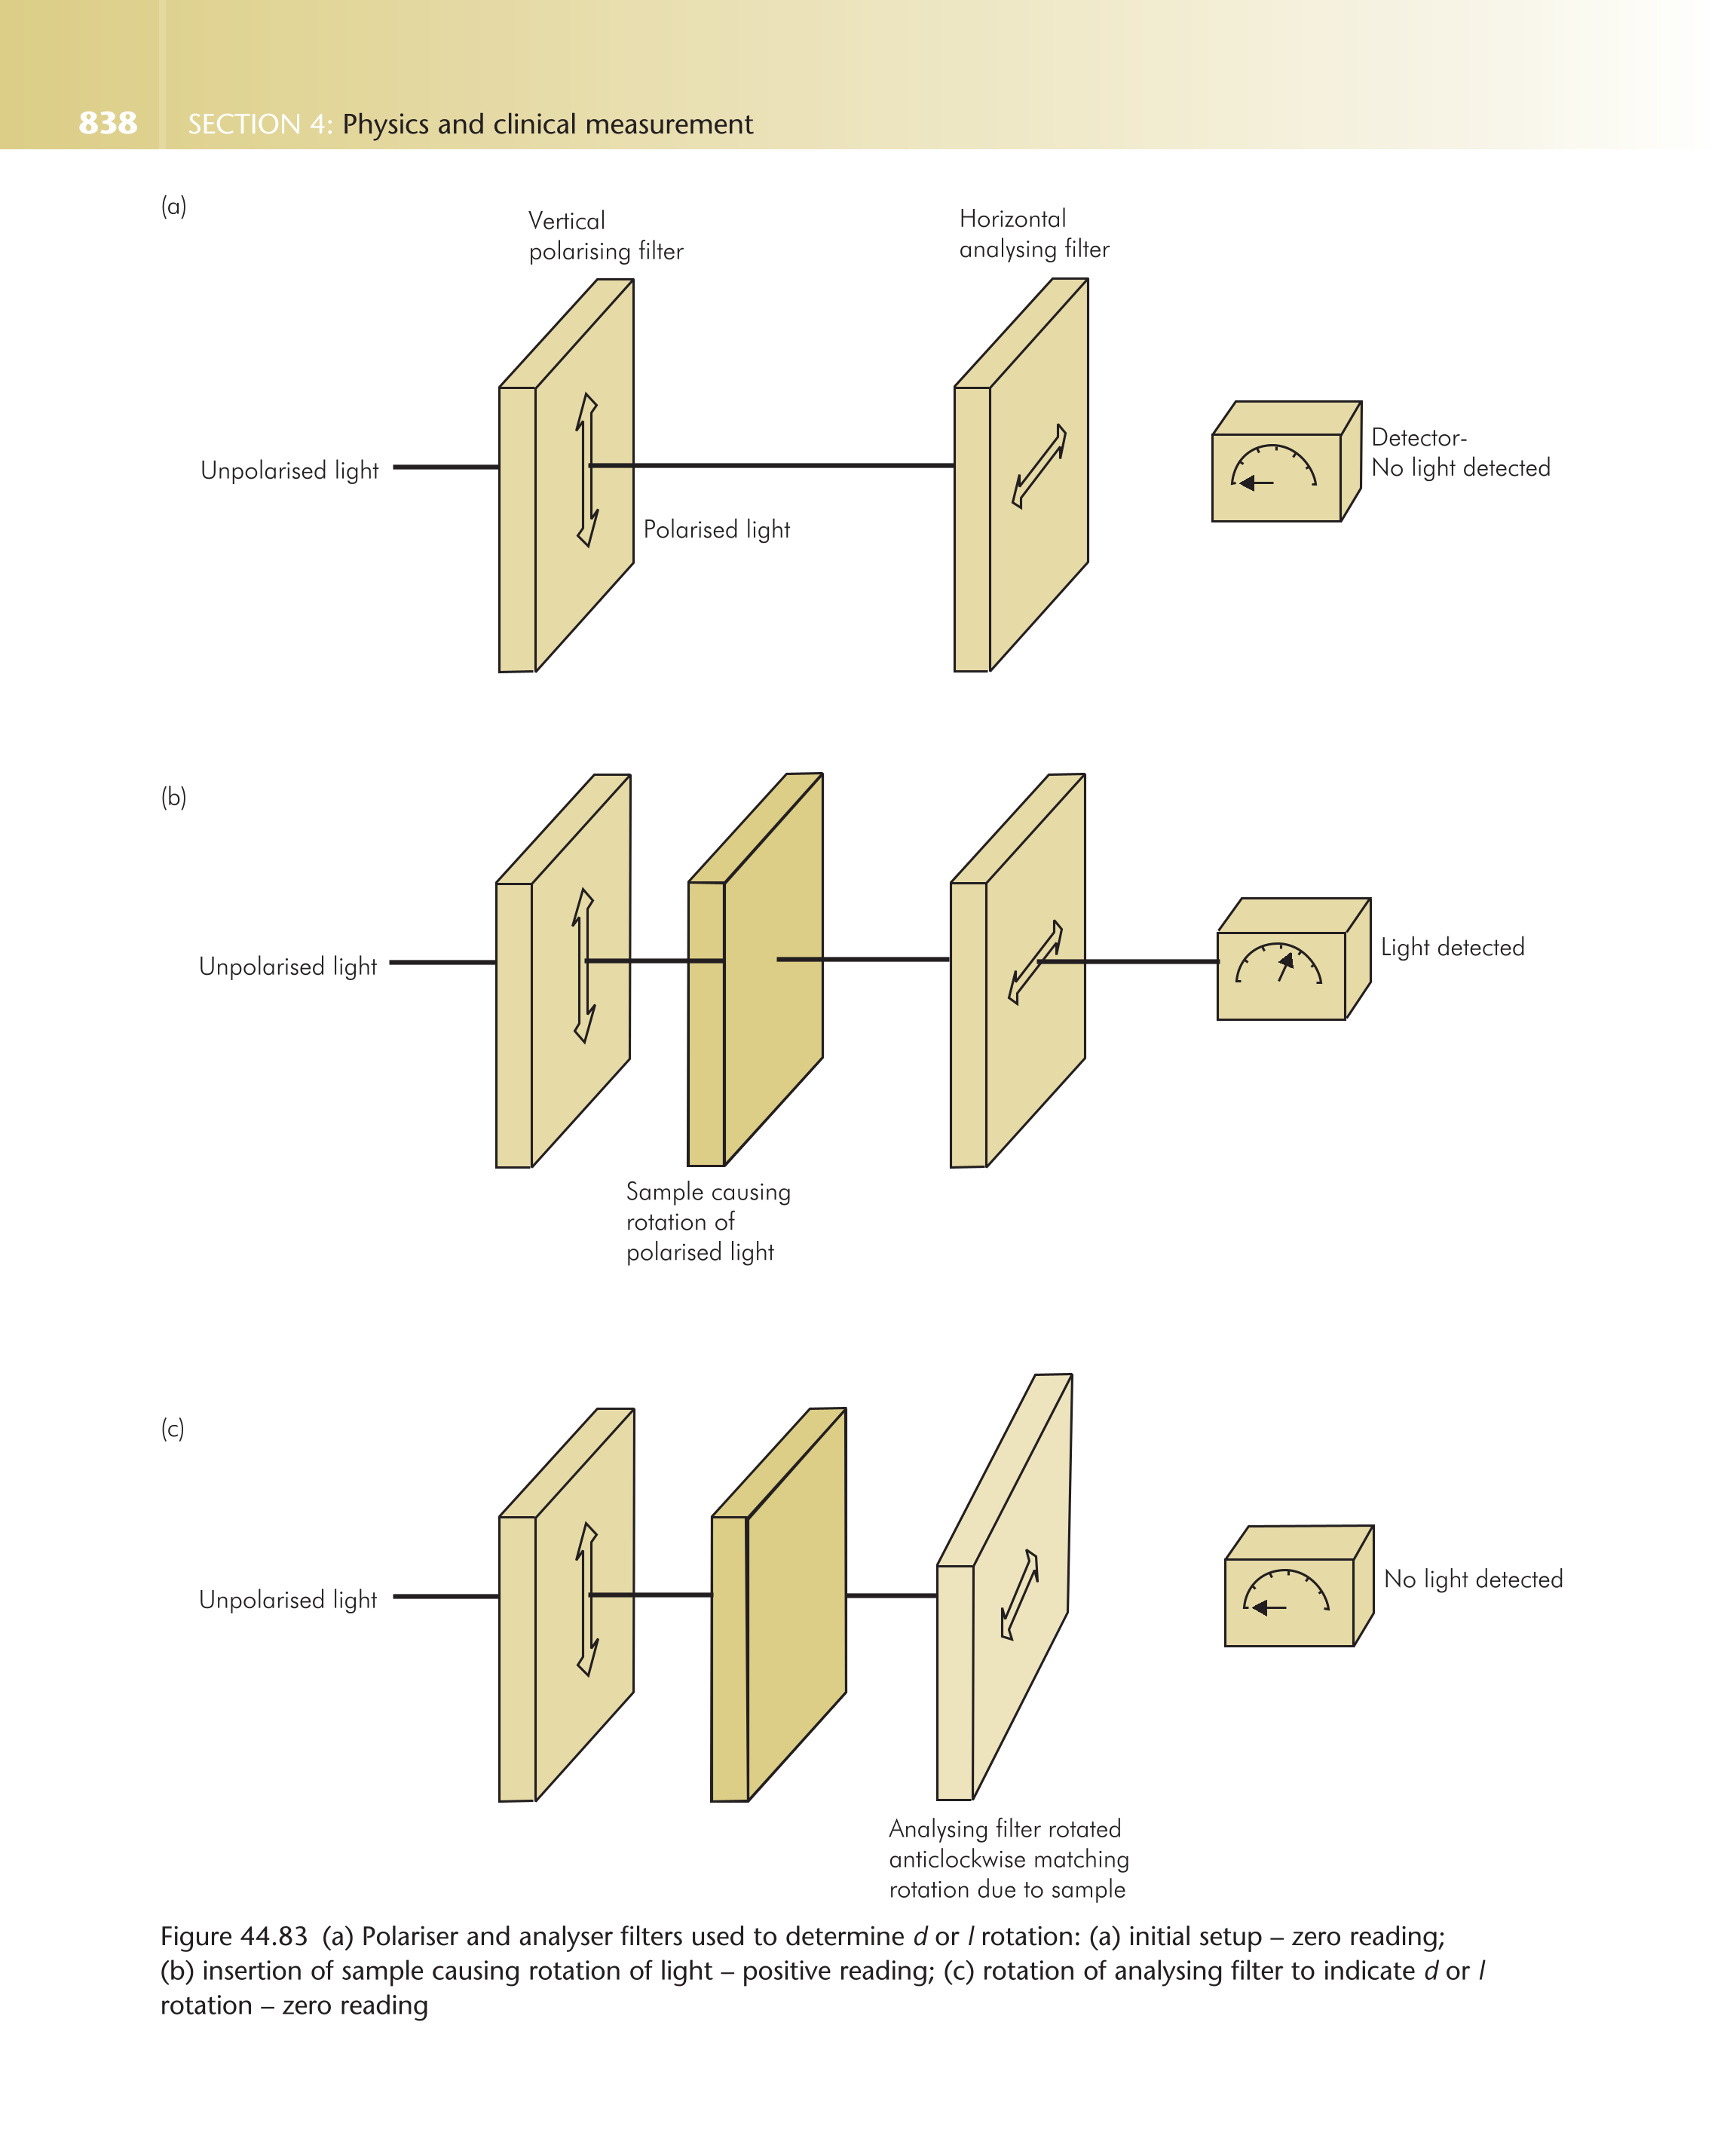 838 SECTION 4: Physics and clinical measurement
(a)
Vertical
polarising filter
Horizontal
analysing filter
Unpolarised light
Polarised light
Detector-
No light detected
(b)
Unpolarised light
Light detected
Sample causing
rotation of
polarised light
(c)
Unpolarised light
No light detected
Analysing filter rotated
anticlockwise matching
rotation due to sample
Figure 44.83 (a) Polariser and analyser filters used to determine d or l rotation: (a) initial setup – zero reading;
(b) insertion of sample causing rotation of light – positive reading; (c) rotation of analysing filter to indicate d or l
rotation – zero reading